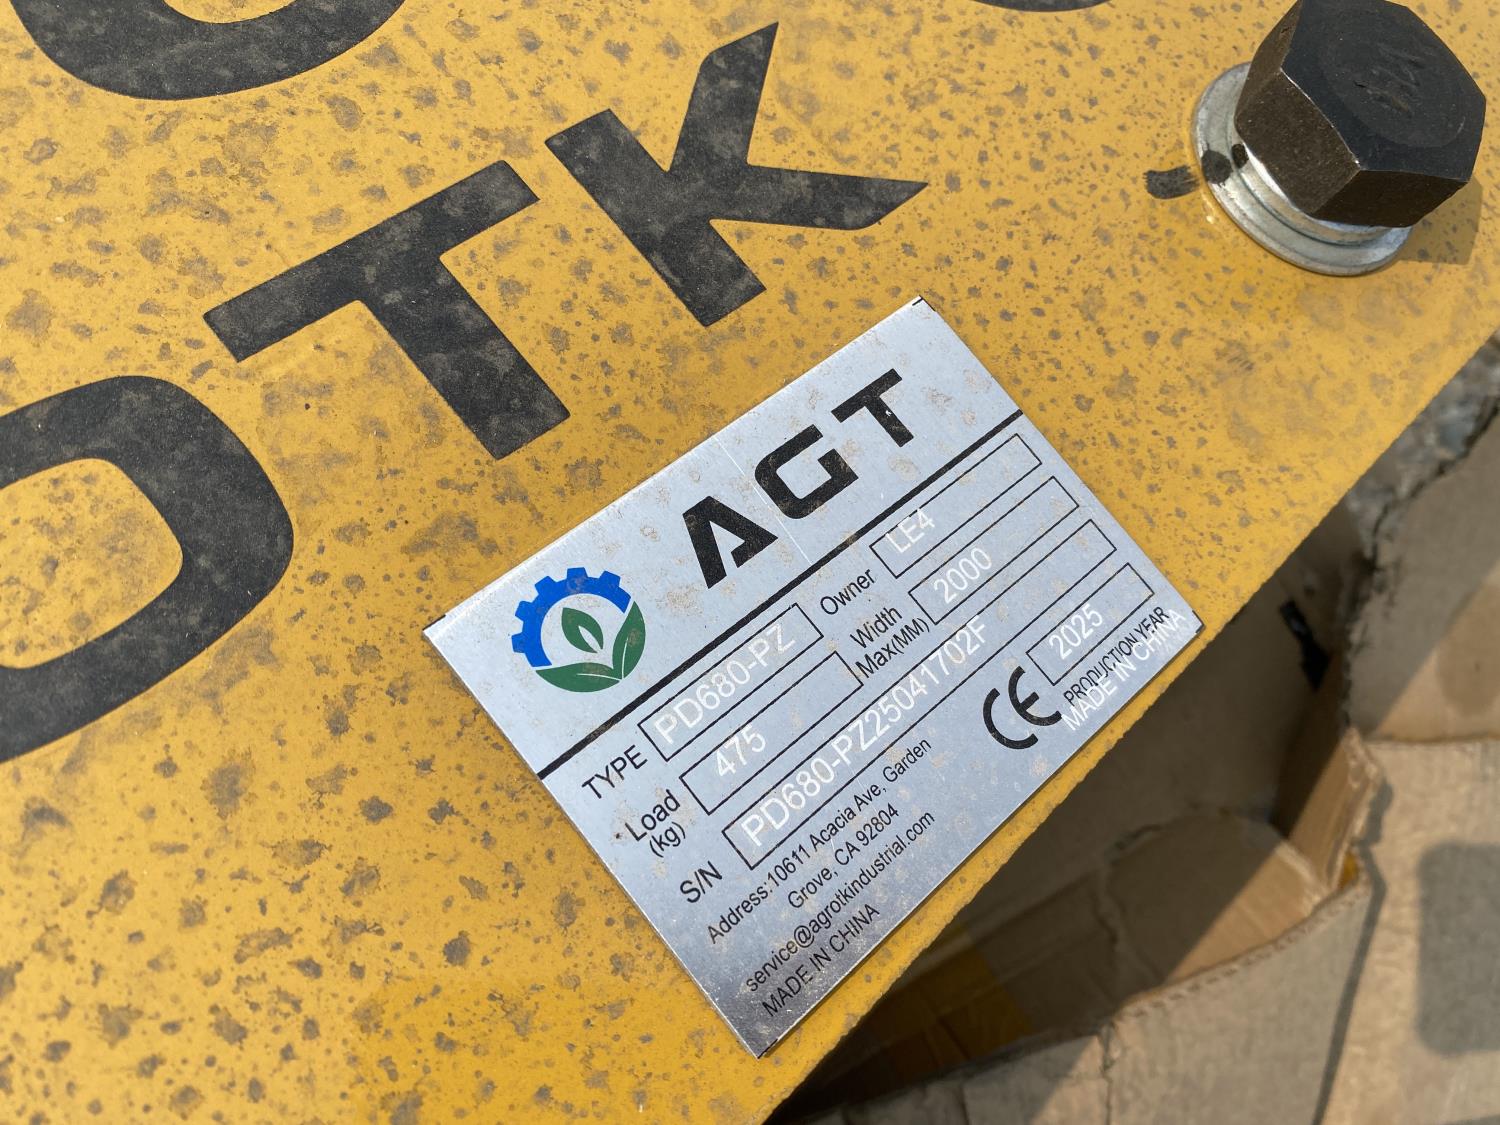 OTK
AGT
TYPE PD680-PZ Owner LE4
Load (kg) 475 Width Max(MM) 2000
S/N PD680-PZ25041702F
Address:10611 Acacia Ave, Garden
Grove, CA 92804
service@agrotkindustrial.com
MADE IN CHINA
CE 2025
PRODUCTION YEAR
MADE IN CHINA